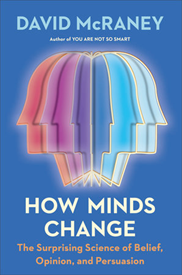 DAVID McRANEY
Author of YOU ARE NOT SO SMART
HOW MINDS
CHANGE
The Surprising Science of Belief,
Opinion, and Persuasion